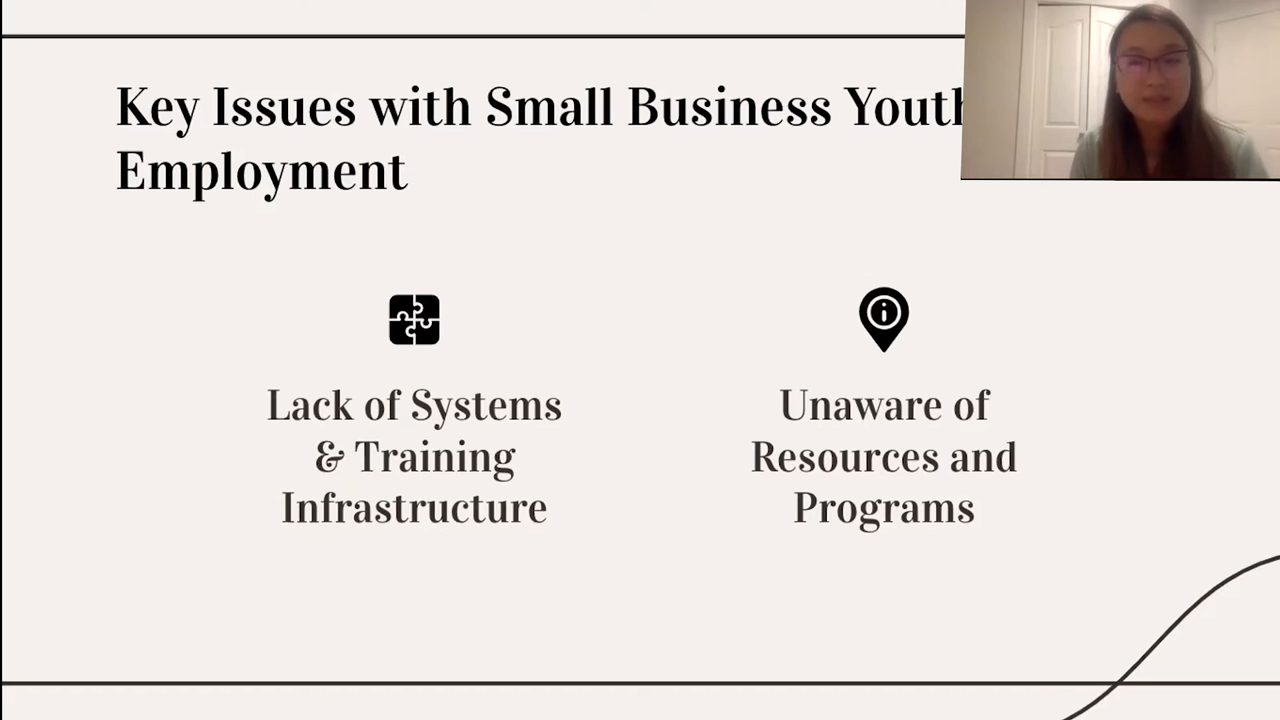 Key Issues with Small Business Youth
Employment
Lack of Systems
& Training
Infrastructure
Unaware of
Resources and
Programs